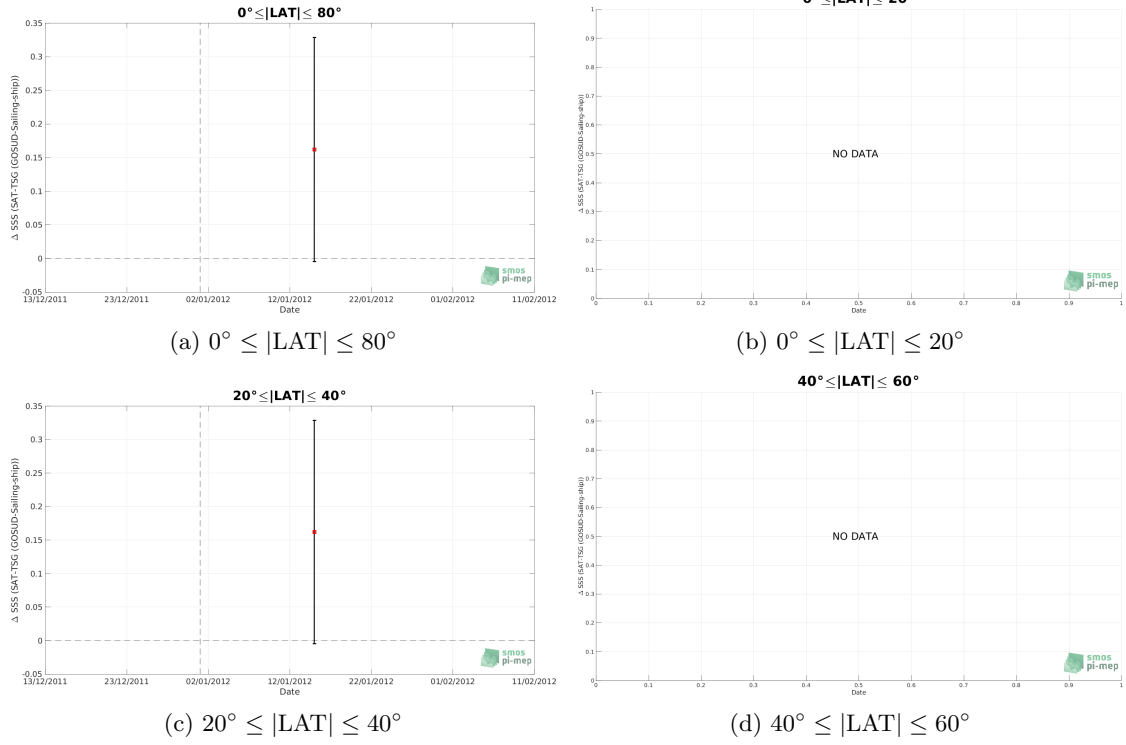 0°≤|LAT|≤ 80°
Δ SSS (SAT-TSG (GOSUD-Sailing-ship))
0.35
0.3
0.25
0.2
0.15
0.1
0.05
0
-0.05
13/12/2011 23/12/2011 02/01/2012 12/01/2012 22/01/2012 01/02/2012 11/02/2012
Date
smos
pi-mep
(a) 0° ≤ |LAT| ≤ 80°
0°≤|LAT|≤ 20°
Δ SSS (SAT-TSG (GOSUD-Sailing-ship))
1
0.9
0.8
0.7
0.6
0.5
0.4
0.3
0.2
0.1
0
NO DATA
0 0.1 0.2 0.3 0.4 0.5 0.6 0.7 0.8 0.9 1
Date
smos
pi-mep
(b) 0° ≤ |LAT| ≤ 20°
20°≤|LAT|≤ 40°
Δ SSS (SAT-TSG (GOSUD-Sailing-ship))
0.35
0.3
0.25
0.2
0.15
0.1
0.05
0
-0.05
13/12/2011 23/12/2011 02/01/2012 12/01/2012 22/01/2012 01/02/2012 11/02/2012
Date
smos
pi-mep
(c) 20° ≤ |LAT| ≤ 40°
40°≤|LAT|≤ 60°
Δ SSS (SAT-TSG (GOSUD-Sailing-ship))
1
0.9
0.8
0.7
0.6
0.5
0.4
0.3
0.2
0.1
0
NO DATA
0 0.1 0.2 0.3 0.4 0.5 0.6 0.7 0.8 0.9 1
Date
smos
pi-mep
(d) 40° ≤ |LAT| ≤ 60°